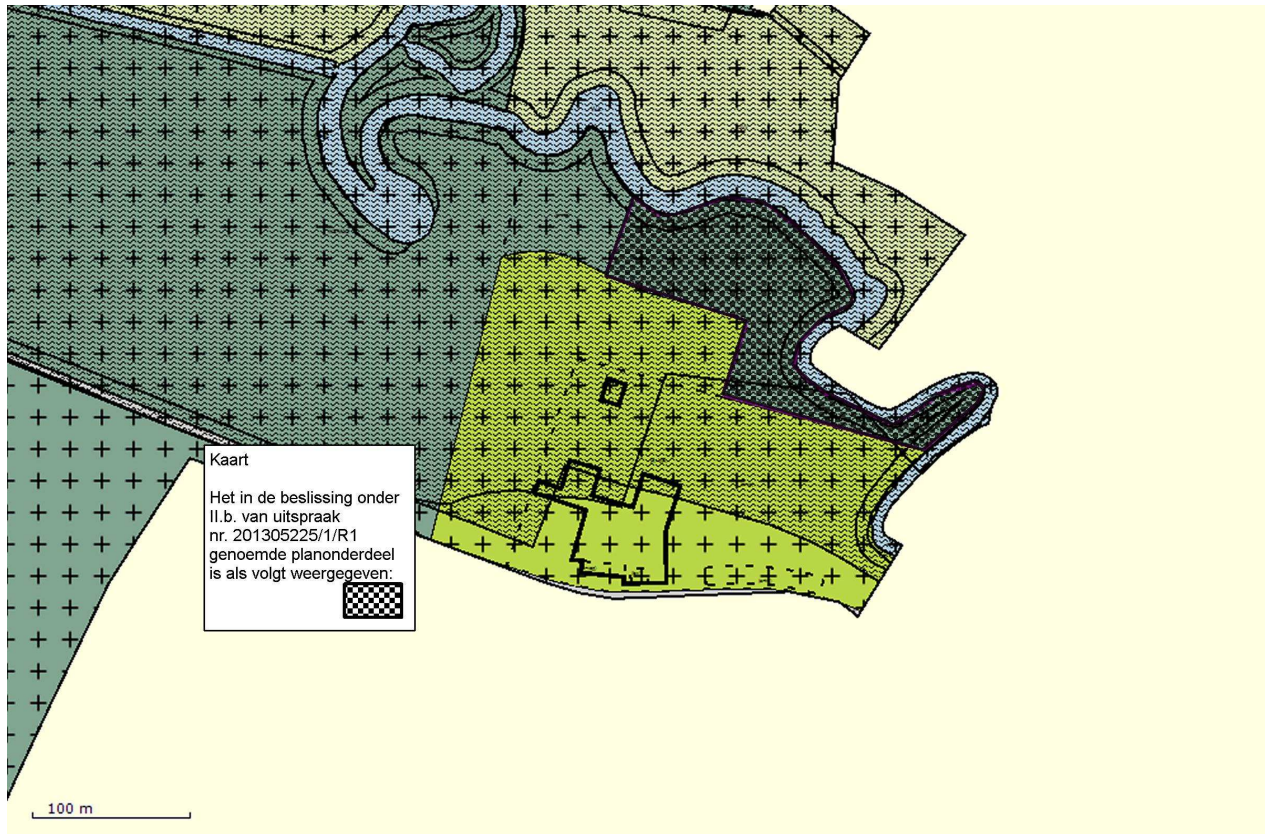 Kaart
Het in de beslissing onder
II.b. van uitspraak
nr. 201305225/1/R1
genoemde planonderdeel
is als volgt weergegeven:
100 m